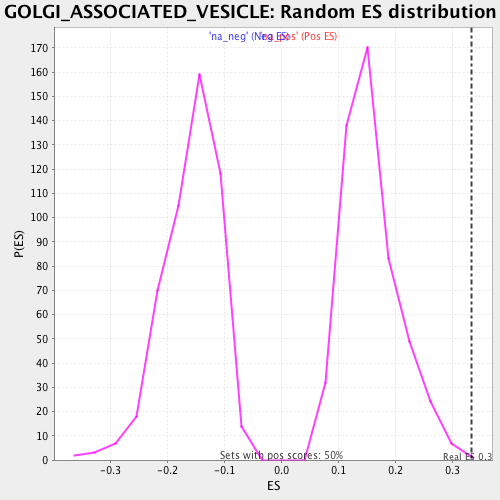 GOLGI_ASSOCIATED_VESICLE: Random ES distribution
'na_neg' (Neg ES)
'na_pos' (Pos ES)
170
160
150
140
130
120
110
100
90
80
70
60
50
40
30
20
10
0
P(ES)
Sets with pos scores: 50%
Real ES 0.3
-0.3 -0.2 -0.1 0.0 0.1 0.2 0.3
ES